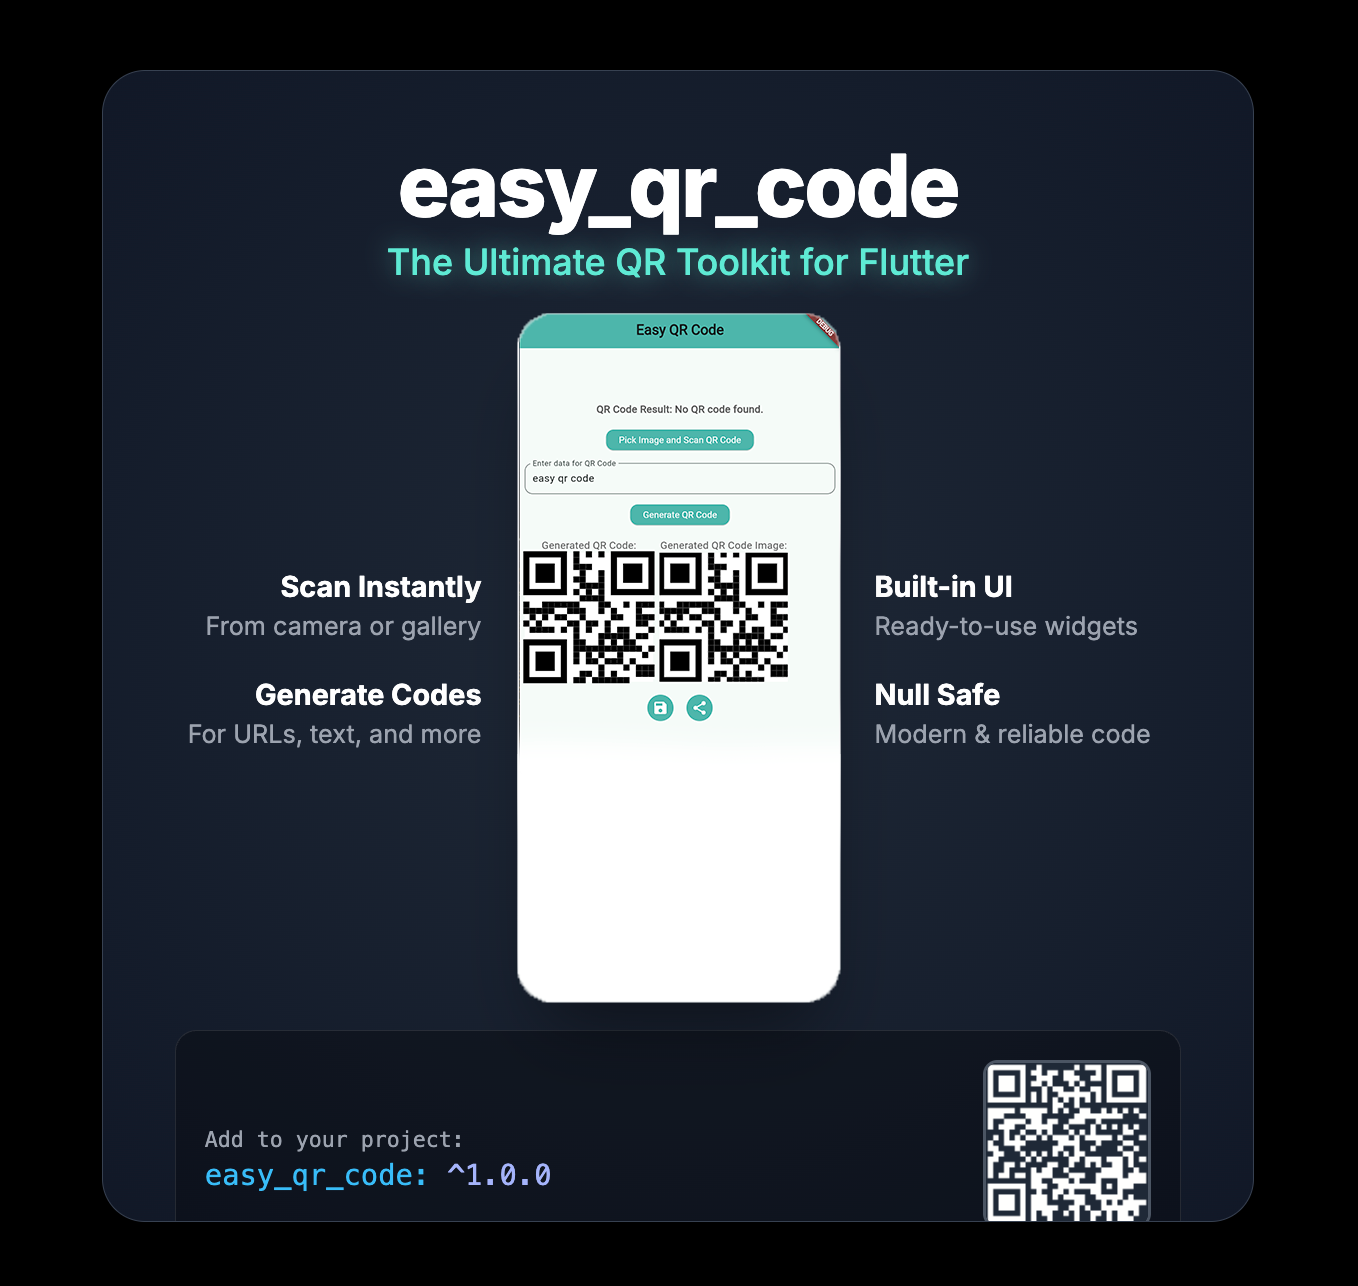 easy_qr_code
The Ultimate QR Toolkit for Flutter
Easy QR Code
DEBUG
QR Code Result: No QR code found.
Pick Image and Scan QR Code
Enter data for QR Code
easy qr code
Generate QR Code
Generated QR Code:
Generated QR Code Image:
Scan Instantly
From camera or gallery
Generate Codes
For URLs, text, and more
Built-in UI
Ready-to-use widgets
Null Safe
Modern & reliable code
Add to your project:
easy_qr_code: ^1.0.0